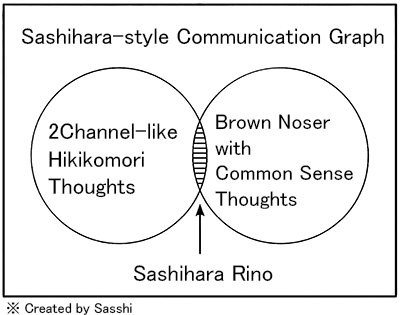 Sashihara-style Communication Graph
2Channel-like
Hikikomori
Thoughts
Brown Noser
with
Common Sense
Thoughts
Sashihara Rino
※ Created by Sasshi